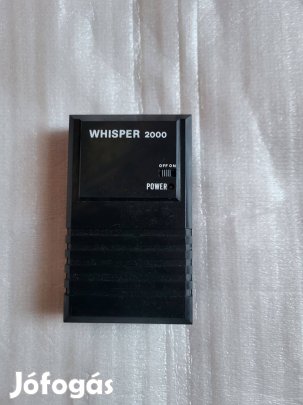 WHISPER 2000
OFF ON
POWER
Jófogás